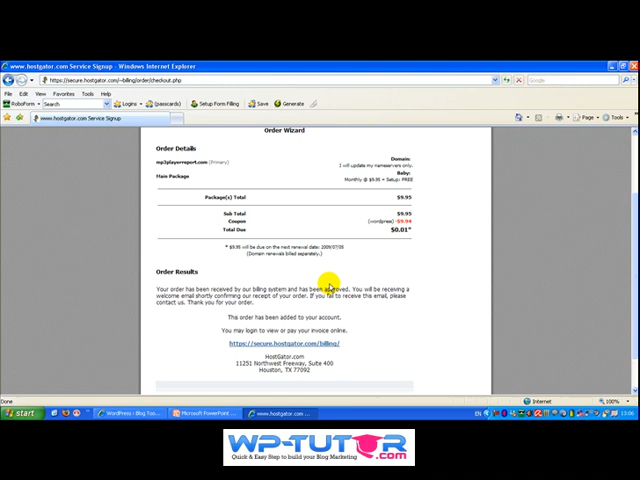 www.hostgator.com Service Signup - Windows Internet Explorer
https://secure.hostgator.com/~billing/order/checkout.php
Google
File Edit View Favorites Tools Help
RoboForm Search Logins (passcards) Setup Form Filling Save Generate
www.hostgator.com Service Signup
Page Tools
Order Wizard
Order Details
mp3playerreport.com (Primary)
Domain:
I will update my nameservers only.
Main Package
Baby:
Monthly @ $9.95 + Setup: FREE
Package(s) Total $9.95
Sub Total $9.95
Coupon (wordpress) -$9.94
Total Due $0.01*
* $9.95 will be due on the next renewal date: 2009/07/05
(Domain renewals billed separately.)
Order Results
Your order has been received by our billing system and has been approved. You will be receiving a
welcome email shortly confirming our receipt of your order. If you fail to receive this email, please
contact us. Thank you for your order.
This order has been added to your account.
You may login to view or pay your invoice online.
https://secure.hostgator.com/billing/
HostGator.com
11251 Northwest Freeway, Suite 400
Houston, TX 77092
Done
Internet
100%
start
WordPress › Blog Too...
Microsoft PowerPoint ...
www.hostgator.com ...
EN
13:06
WP-TUTOR
.com
Quick & Easy Step to build your Blog Marketing